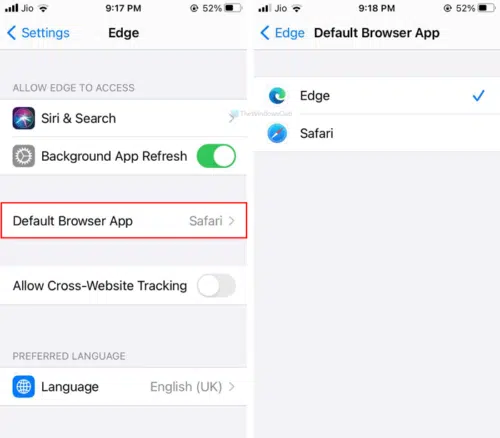 Jio 9:17 PM 52%
Settings Edge
ALLOW EDGE TO ACCESS
Siri & Search
Background App Refresh
Default Browser App Safari
Allow Cross-Website Tracking
PREFERRED LANGUAGE
Language English (UK)
Jio 9:18 PM 52%
Edge Default Browser App
Edge
TheWindowsClub
Safari